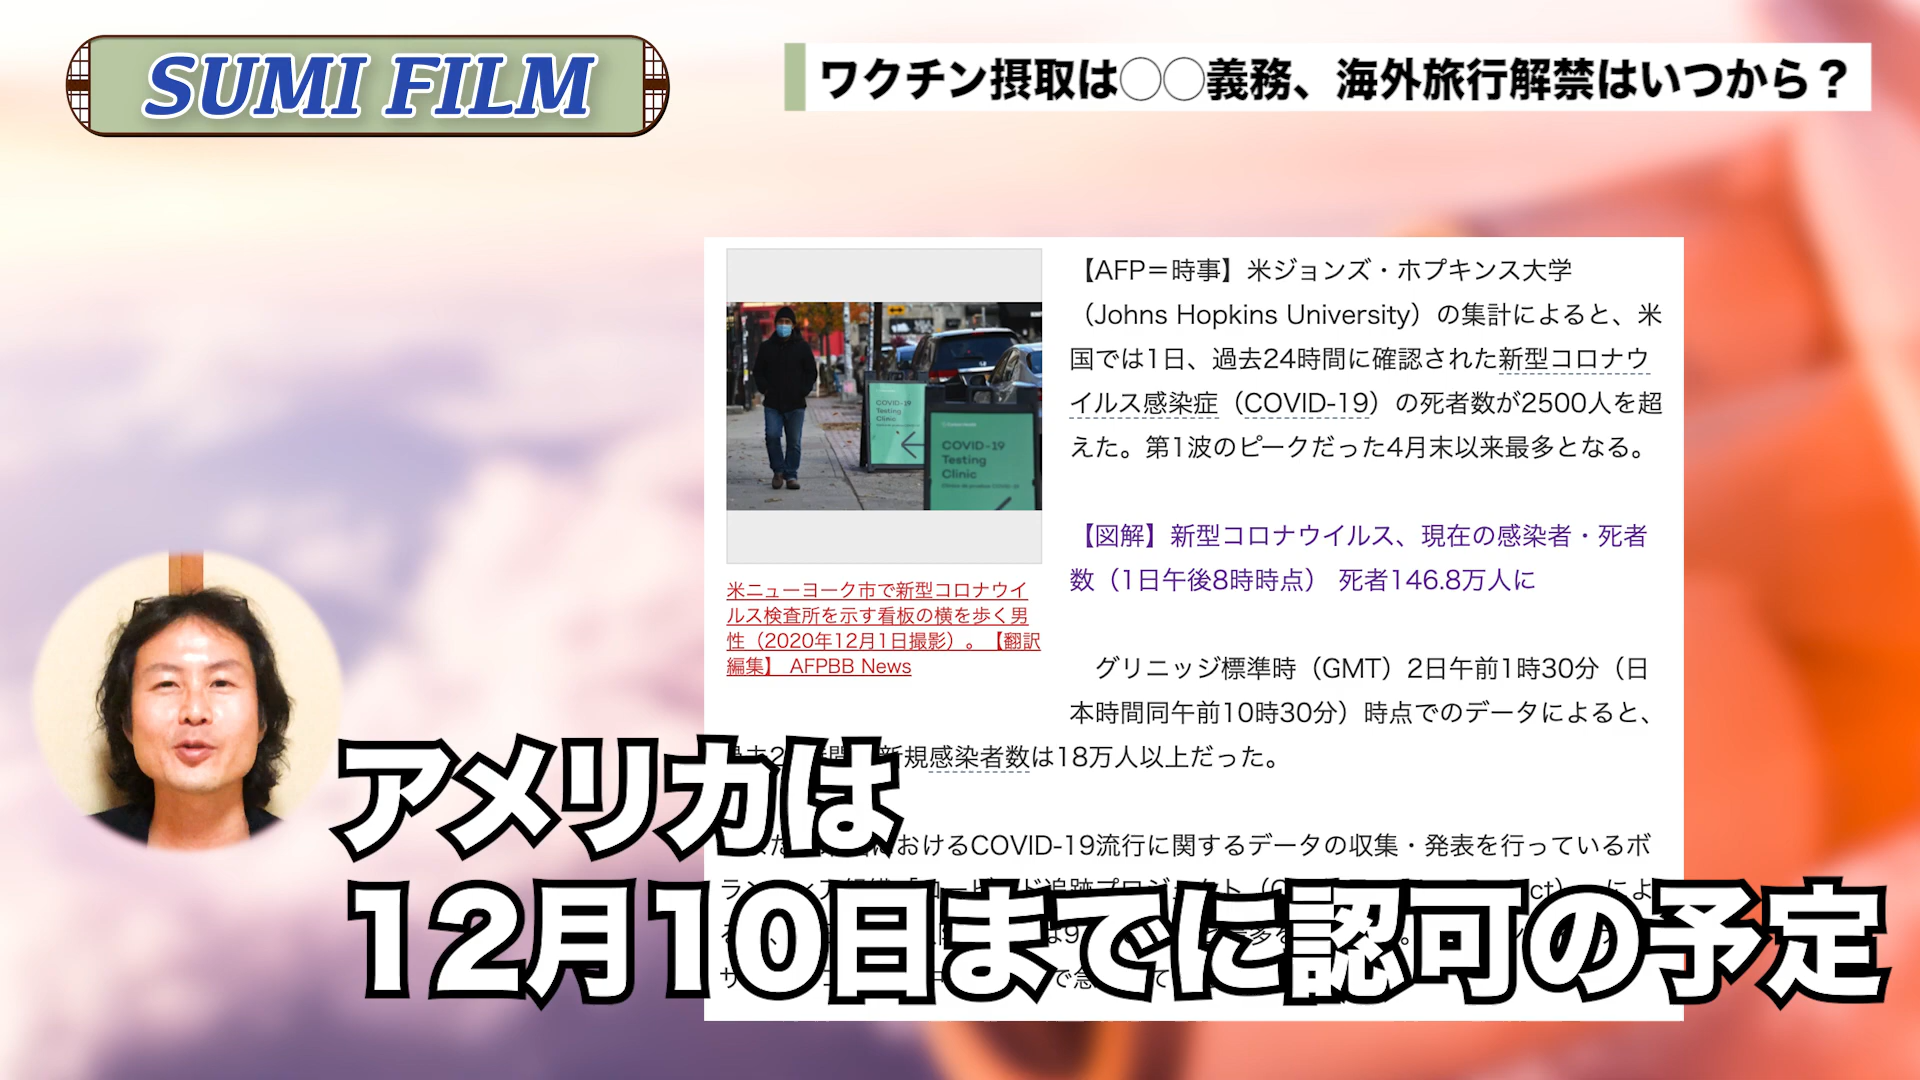 SUMI FILM
ワクチン摂取は◯◯義務、海外旅行解禁はいつから？
【AFP＝時事】米ジョンズ・ホプキンス大学
（Johns Hopkins University）の集計によると、米
国では1日、過去24時間に確認された新型コロナウ
イルス感染症（COVID-19）の死者数が2500人を超
えた。第1波のピークだった4月末以来最多となる。
COVID-19
Testing
Clinic
COVID-19
Testing
Clinic
【図解】新型コロナウイルス、現在の感染者・死者
数（1日午後8時時点） 死者146.8万人に
米ニューヨーク市で新型コロナウイ
ルス検査所を示す看板の横を歩く男
性（2020年12月1日撮影）。【翻訳
編集】 AFPBB News
グリニッジ標準時（GMT）2日午前1時30分（日
本時間同午前10時30分）時点でのデータによると、
新規感染者数は18万人以上だった。
おけるCOVID-19流行に関するデータの収集・発表を行っているボ
アメリカは
12月10日までに認可の予定